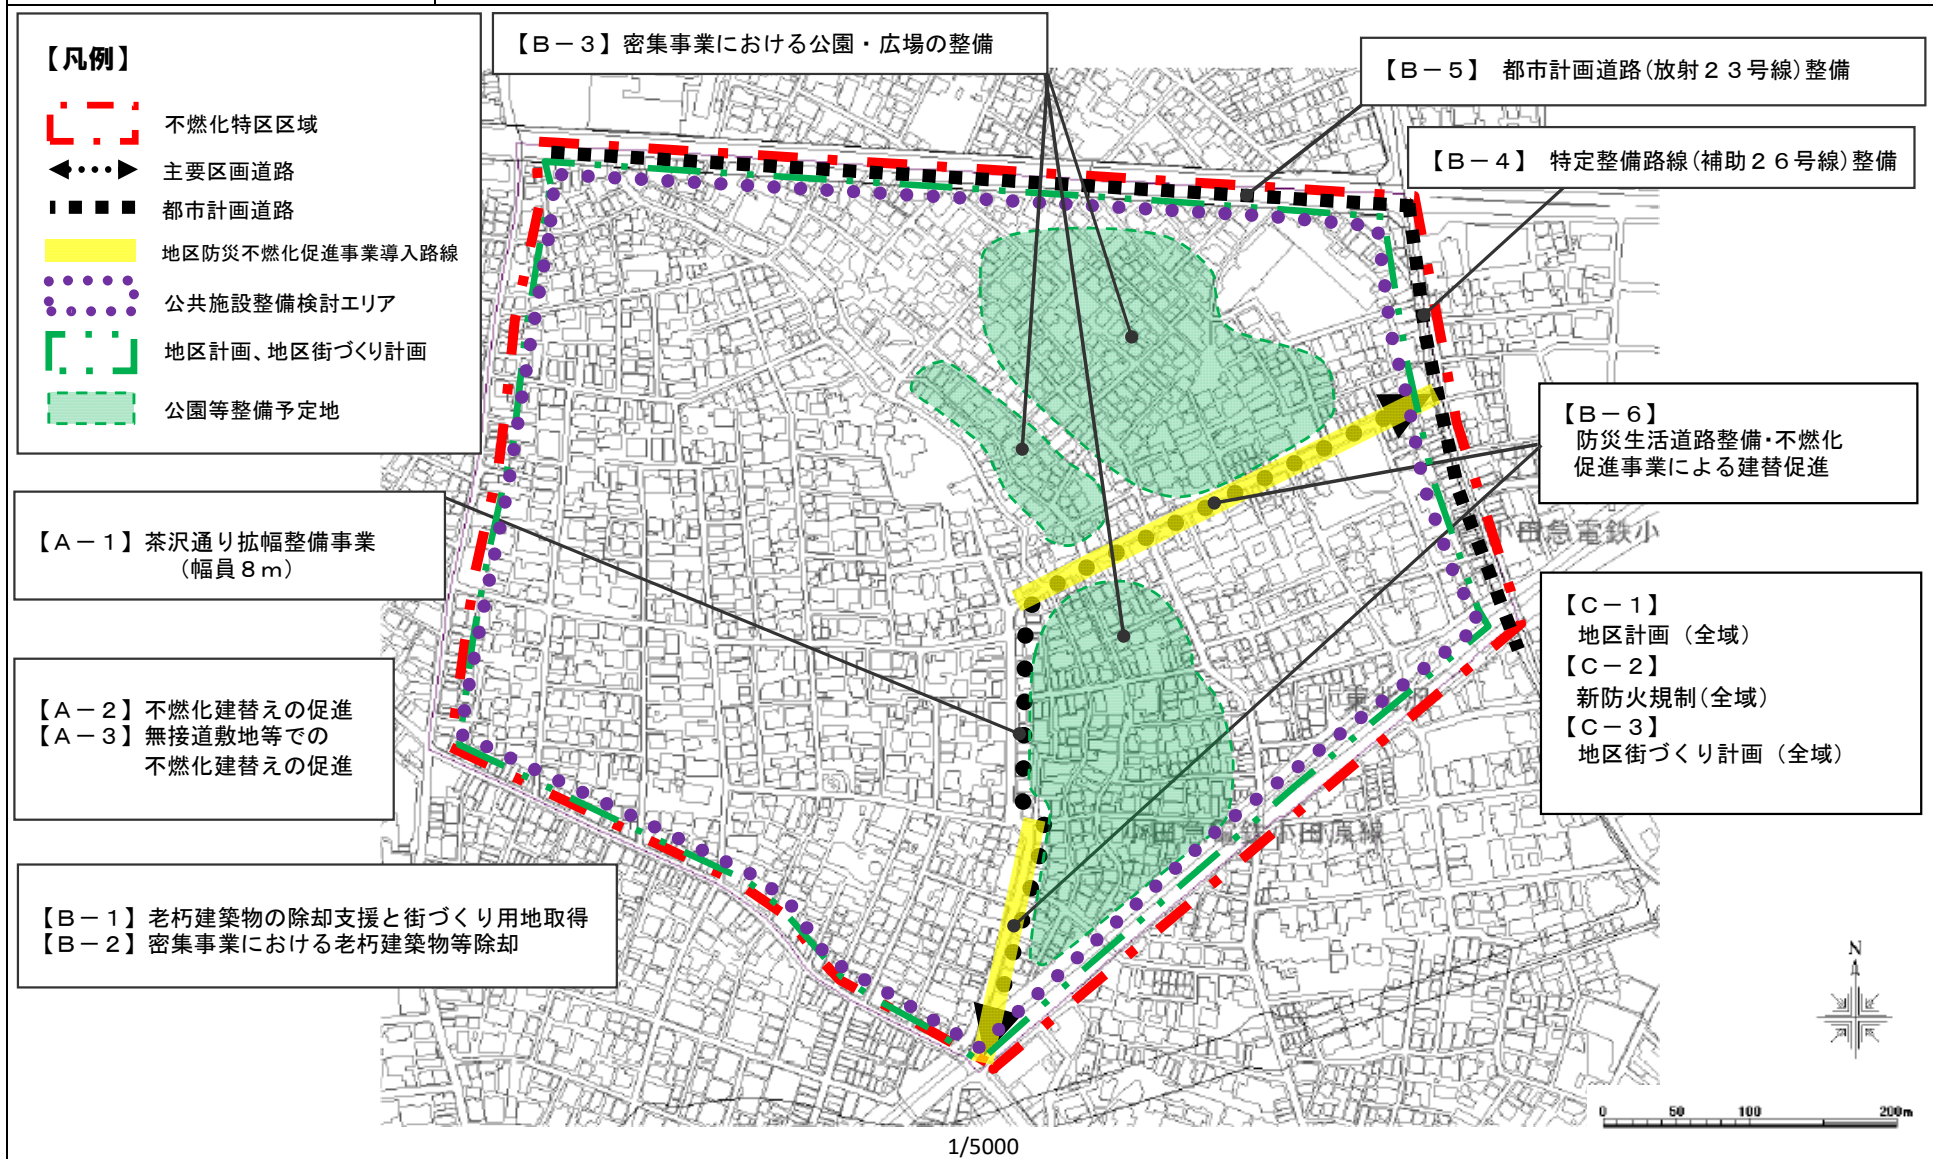 【凡例】
不燃化特区区域
主要区画道路
都市計画道路
地区防災不燃化促進事業導入路線
公共施設整備検討エリア
地区計画、地区街づくり計画
公園等整備予定地
【B－3】密集事業における公園・広場の整備
【B－5】 都市計画道路(放射23号線)整備
【B－4】 特定整備路線(補助26号線)整備
【B－6】
防災生活道路整備・不燃化
促進事業による建替促進
【A－1】茶沢通り拡幅整備事業
(幅員8m)
小田急電鉄小
【C－1】
地区計画 (全域)
【C－2】
新防火規制(全域)
【C－3】
地区街づくり計画 (全域)
【A－2】不燃化建替えの促進
【A－3】無接道敷地等での
不燃化建替えの促進
小田急電鉄小田原線
【B－1】老朽建築物の除却支援と街づくり用地取得
【B－2】密集事業における老朽建築物等除却
N
0 50 100 200m
1/5000